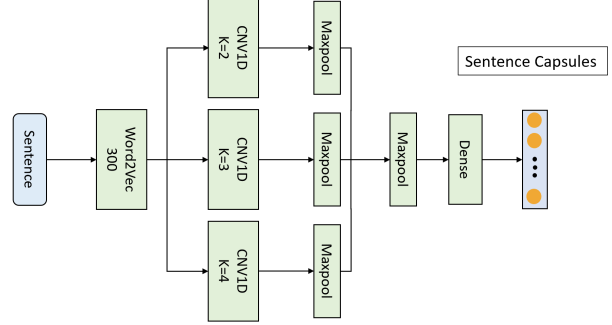 Sentence Capsules
Sentence
Word2Vec
300
CNV1D
K=2
Maxpool
CNV1D
K=3
Maxpool
CNV1D
K=4
Maxpool
Maxpool
Dense